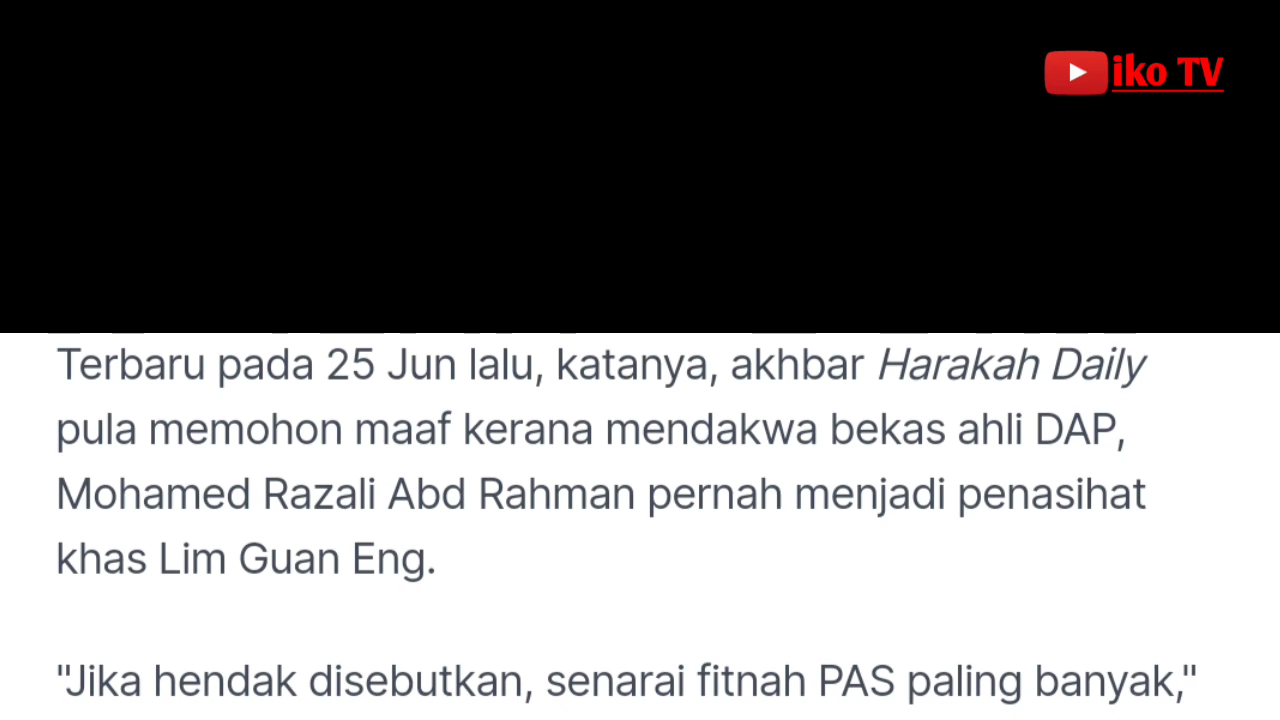 iko TV
Terbaru pada 25 Jun lalu, katanya, akhbar Harakah Daily
pula memohon maaf kerana mendakwa bekas ahli DAP,
Mohamed Razali Abd Rahman pernah menjadi penasihat
khas Lim Guan Eng.
"Jika hendak disebutkan, senarai fitnah PAS paling banyak,"